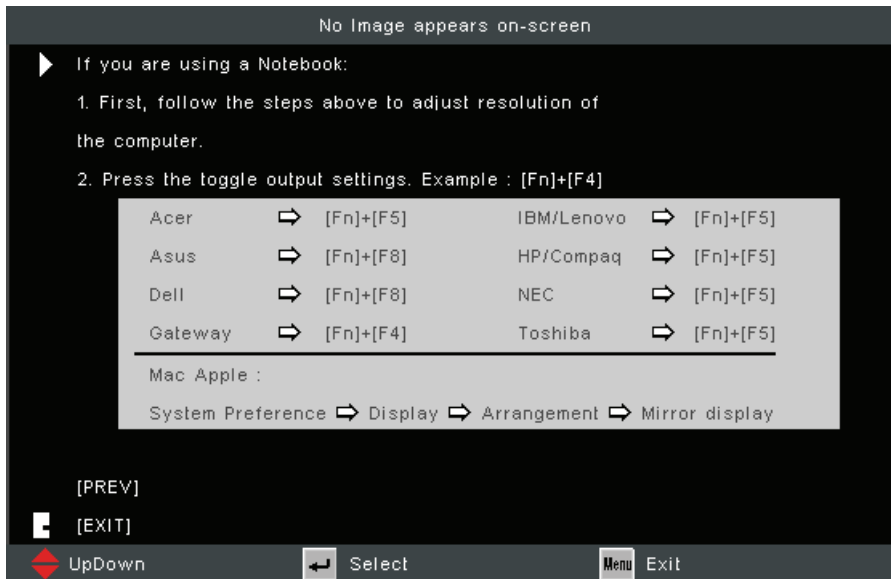 No Image appears on-screen
If you are using a Notebook:
1. First, follow the steps above to adjust resolution of
the computer.
2. Press the toggle output settings. Example : [Fn]+[F4]
Acer ⇨ [Fn]+[F5] IBM/Lenovo ⇨ [Fn]+[F5]
Asus ⇨ [Fn]+[F8] HP/Compaq ⇨ [Fn]+[F5]
Dell ⇨ [Fn]+[F8] NEC ⇨ [Fn]+[F5]
Gateway ⇨ [Fn]+[F4] Toshiba ⇨ [Fn]+[F5]
Mac Apple :
System Preference ⇨ Display ⇨ Arrangement ⇨ Mirror display
[PREV]
[EXIT]
UpDown Select Menu Exit